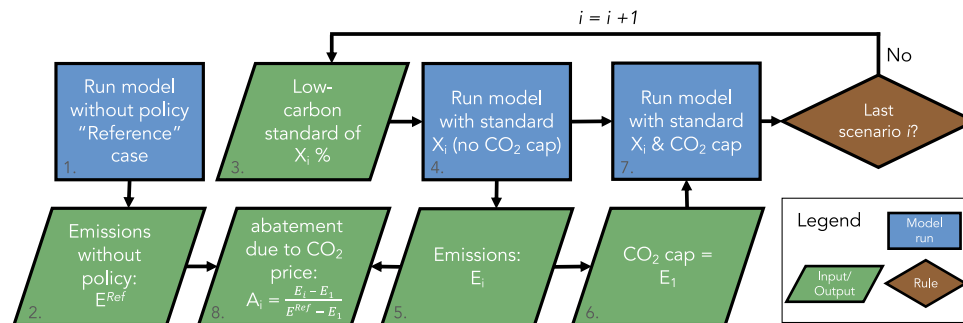 i = i +1
No
Run model
without policy
“Reference”
case
1.
Low-
carbon
standard of
Xᵢ %
3.
Run model
with standard
Xᵢ (no CO₂ cap)
4.
Run model
with standard
Xᵢ & CO₂ cap
7.
Last
scenario i?
Emissions
without
policy:
E^Ref
2.
abatement
due to CO₂
price:
Aᵢ = (Eᵢ − E₁) / (E^Ref − E₁)
8.
Emissions:
Eᵢ
5.
CO₂ cap =
E₁
6.
Legend
Model
run
Input/
Output
Rule